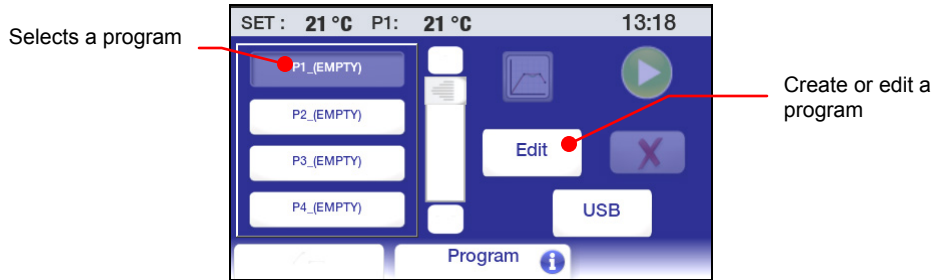 SET : 21 °C P1: 21 °C 13:18
Selects a program
P1_(EMPTY)
P2_(EMPTY)
P3_(EMPTY)
P4_(EMPTY)
Edit
X
USB
Program i
Create or edit a
program